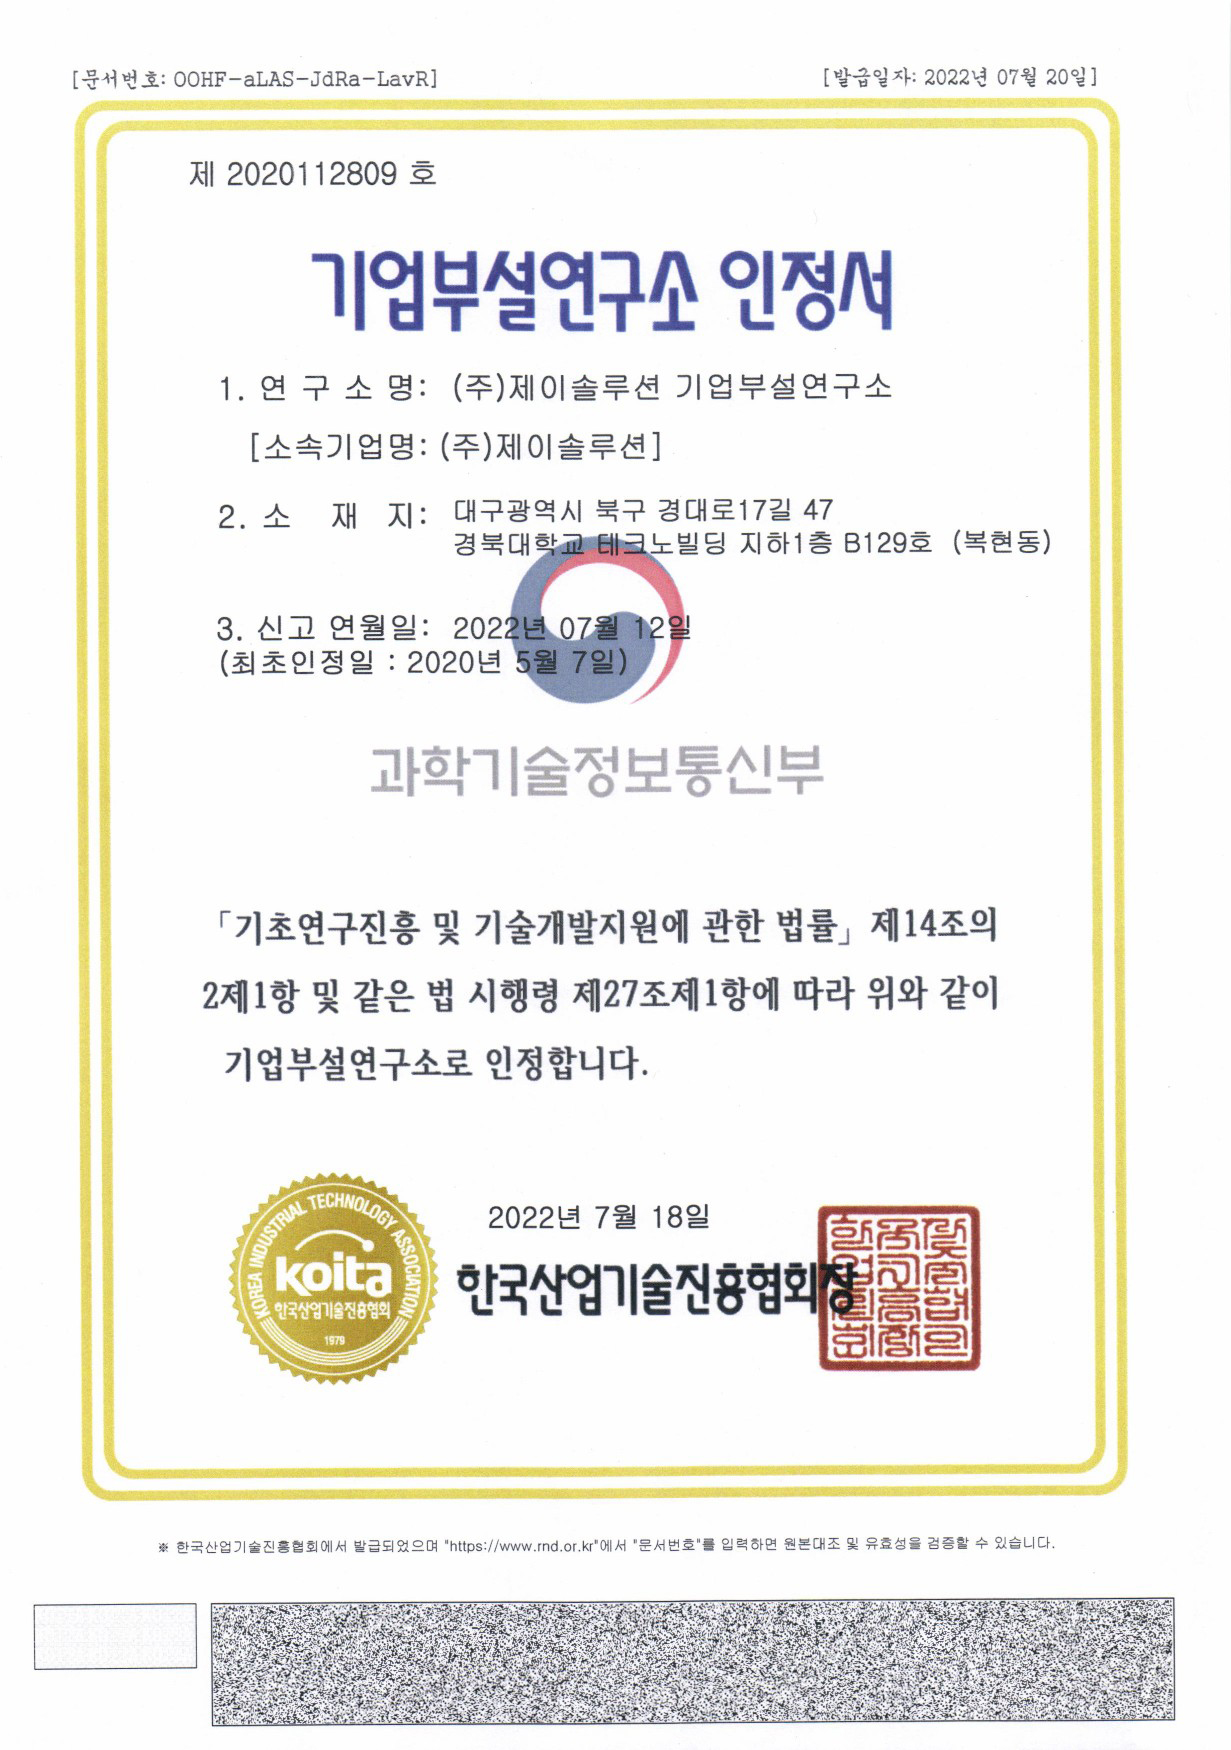 [문서번호: OOHF-aLAS-JdRa-LavR]
[발급일자: 2022년 07월 20일]
제 2020112809 호
기업부설연구소 인정서
1. 연 구 소 명: (주)제이솔루션 기업부설연구소
[소속기업명: (주)제이솔루션]
2. 소 재 지: 대구광역시 북구 경대로17길 47
경북대학교 테크노빌딩 지하1층 B129호 (복현동)
3. 신고 연월일: 2022년 07월 12일
(최초인정일 : 2020년 5월 7일)
과학기술정보통신부
「기초연구진흥 및 기술개발지원에 관한 법률」 제14조의
2제1항 및 같은 법 시행령 제27조제1항에 따라 위와 같이
기업부설연구소로 인정합니다.
2022년 7월 18일
한국산업기술진흥협회장
KOREA INDUSTRIAL TECHNOLOGY ASSOCIATION
koita
한국산업기술진흥협회
1979
※ 한국산업기술진흥협회에서 발급되었으며 "https://www.rnd.or.kr"에서 "문서번호"를 입력하면 원본대조 및 유효성을 검증할 수 있습니다.